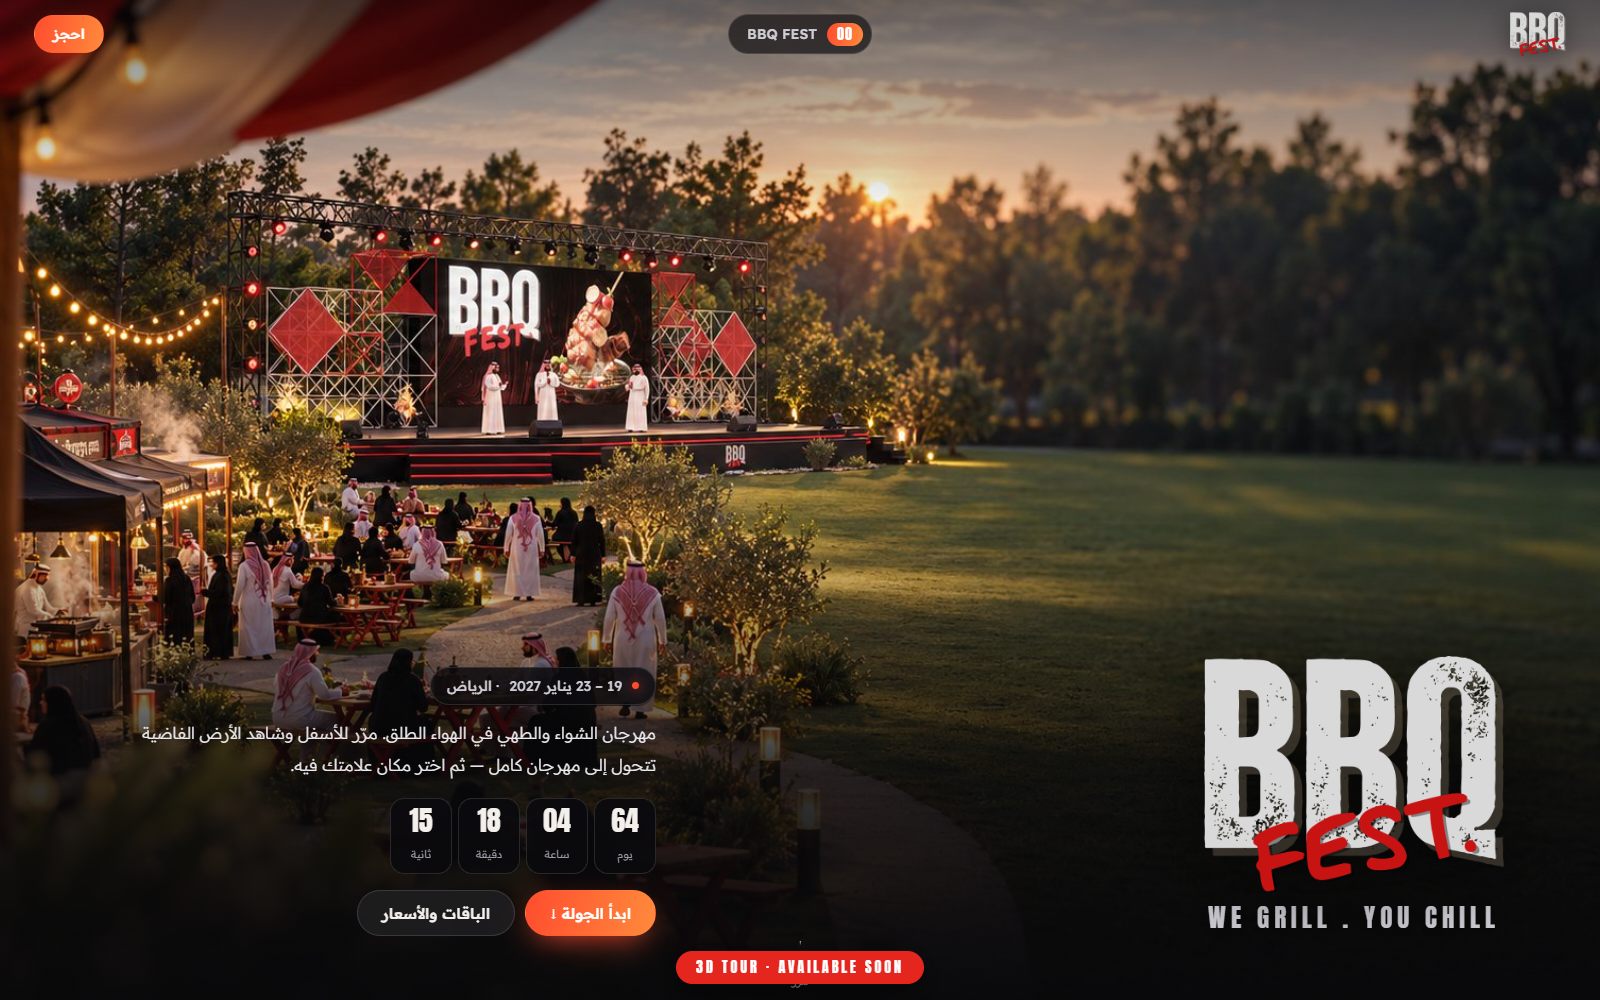 احجز
BBQ FEST 00
BBQ
FEST.
BBQ
FEST
BBQ
19 – 23 يناير 2027 · الرياض
مهرجان الشواء والطهي في الهواء الطلق. مرّر للأسفل وشاهد الأرض الفاضية
تتحول إلى مهرجان كامل — ثم اختر مكان علامتك فيه.
64 04 18 15
يوم ساعة دقيقة ثانية
ابدأ الجولة ↓
الباقات والأسعار
BBQ
FEST.
WE GRILL . YOU CHILL
3D TOUR · AVAILABLE SOON